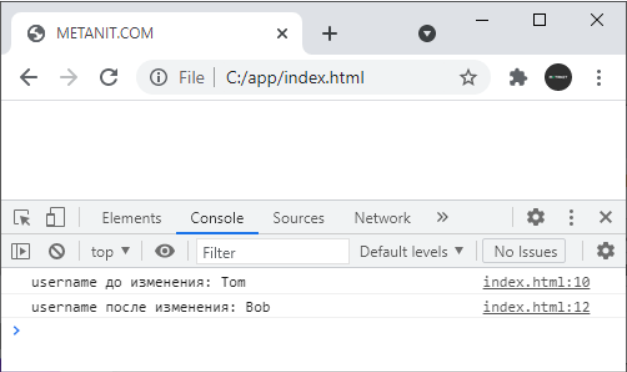 METANIT.COM
File C:/app/index.html
Elements Console Sources Network
top Filter Default levels No Issues
username до изменения: Tom index.html:10
username после изменения: Bob index.html:12